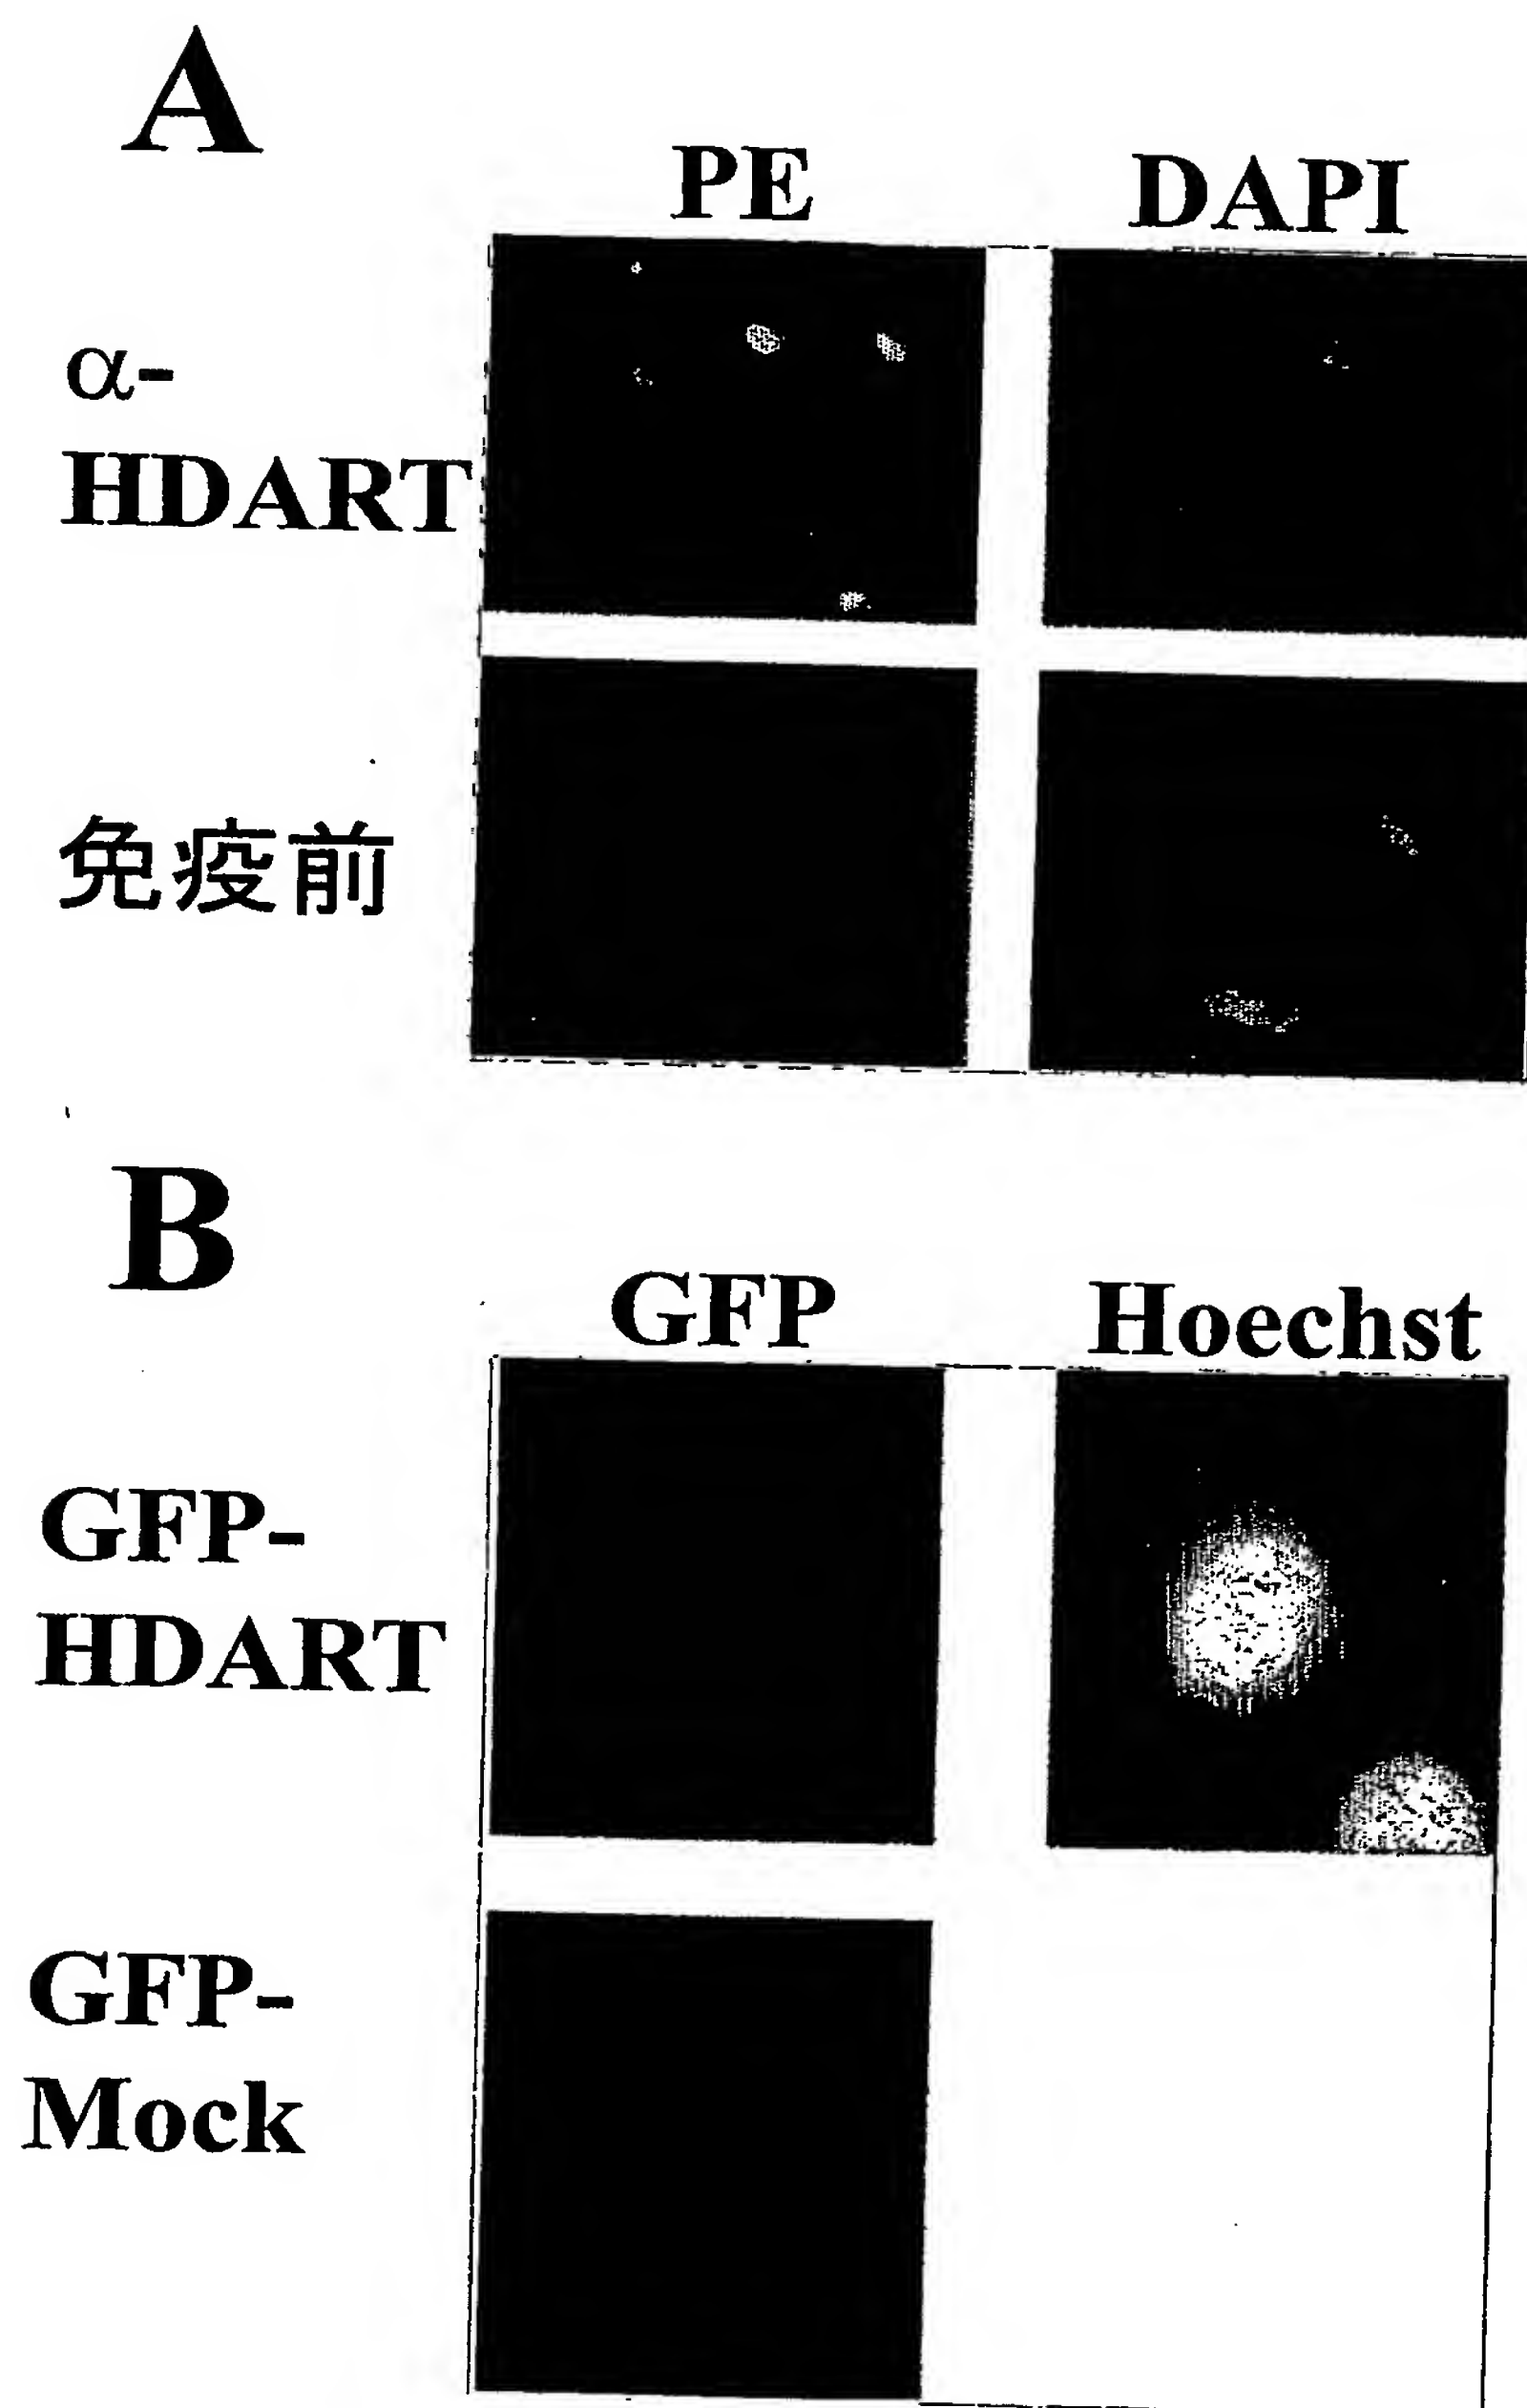 A
PE DAPI
α-
HDART
免疫前
B
GFP Hoechst
GFP-
HDART
GFP-
Mock